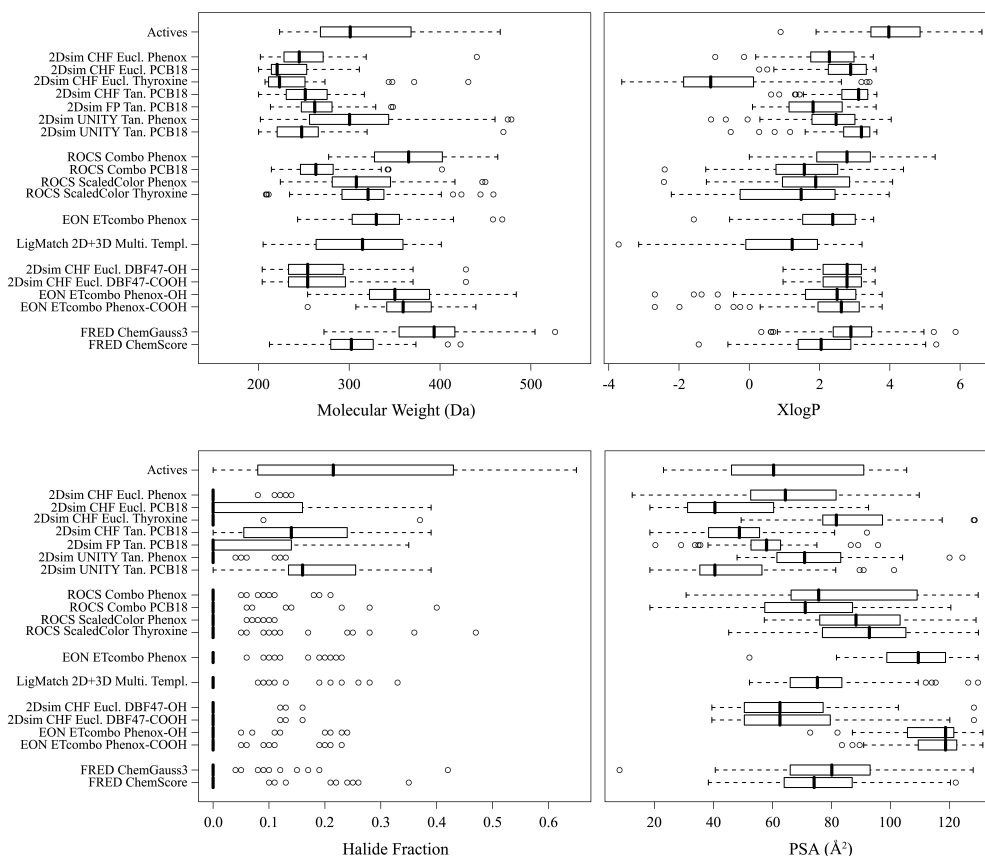 Actives
2Dsim CHF Eucl. Phenox
2Dsim CHF Eucl. PCB18
2Dsim CHF Eucl. Thyroxine
2Dsim CHF Tan. PCB18
2Dsim FP Tan. PCB18
2Dsim UNITY Tan. Phenox
2Dsim UNITY Tan. PCB18
ROCS Combo Phenox
ROCS Combo PCB18
ROCS ScaledColor Phenox
ROCS ScaledColor Thyroxine
EON ETcombo Phenox
LigMatch 2D+3D Multi. Templ.
2Dsim CHF Eucl. DBF47-OH
2Dsim CHF Eucl. DBF47-COOH
EON ETcombo Phenox-OH
EON ETcombo Phenox-COOH
FRED ChemGauss3
FRED ChemScore
200 300 400 500
Molecular Weight (Da)
-4 -2 0 2 4 6
XlogP
Actives
2Dsim CHF Eucl. Phenox
2Dsim CHF Eucl. PCB18
2Dsim CHF Eucl. Thyroxine
2Dsim CHF Tan. PCB18
2Dsim FP Tan. PCB18
2Dsim UNITY Tan. Phenox
2Dsim UNITY Tan. PCB18
ROCS Combo Phenox
ROCS Combo PCB18
ROCS ScaledColor Phenox
ROCS ScaledColor Thyroxine
EON ETcombo Phenox
LigMatch 2D+3D Multi. Templ.
2Dsim CHF Eucl. DBF47-OH
2Dsim CHF Eucl. DBF47-COOH
EON ETcombo Phenox-OH
EON ETcombo Phenox-COOH
FRED ChemGauss3
FRED ChemScore
0.0 0.1 0.2 0.3 0.4 0.5 0.6
Halide Fraction
20 40 60 80 100 120
PSA (Å²)